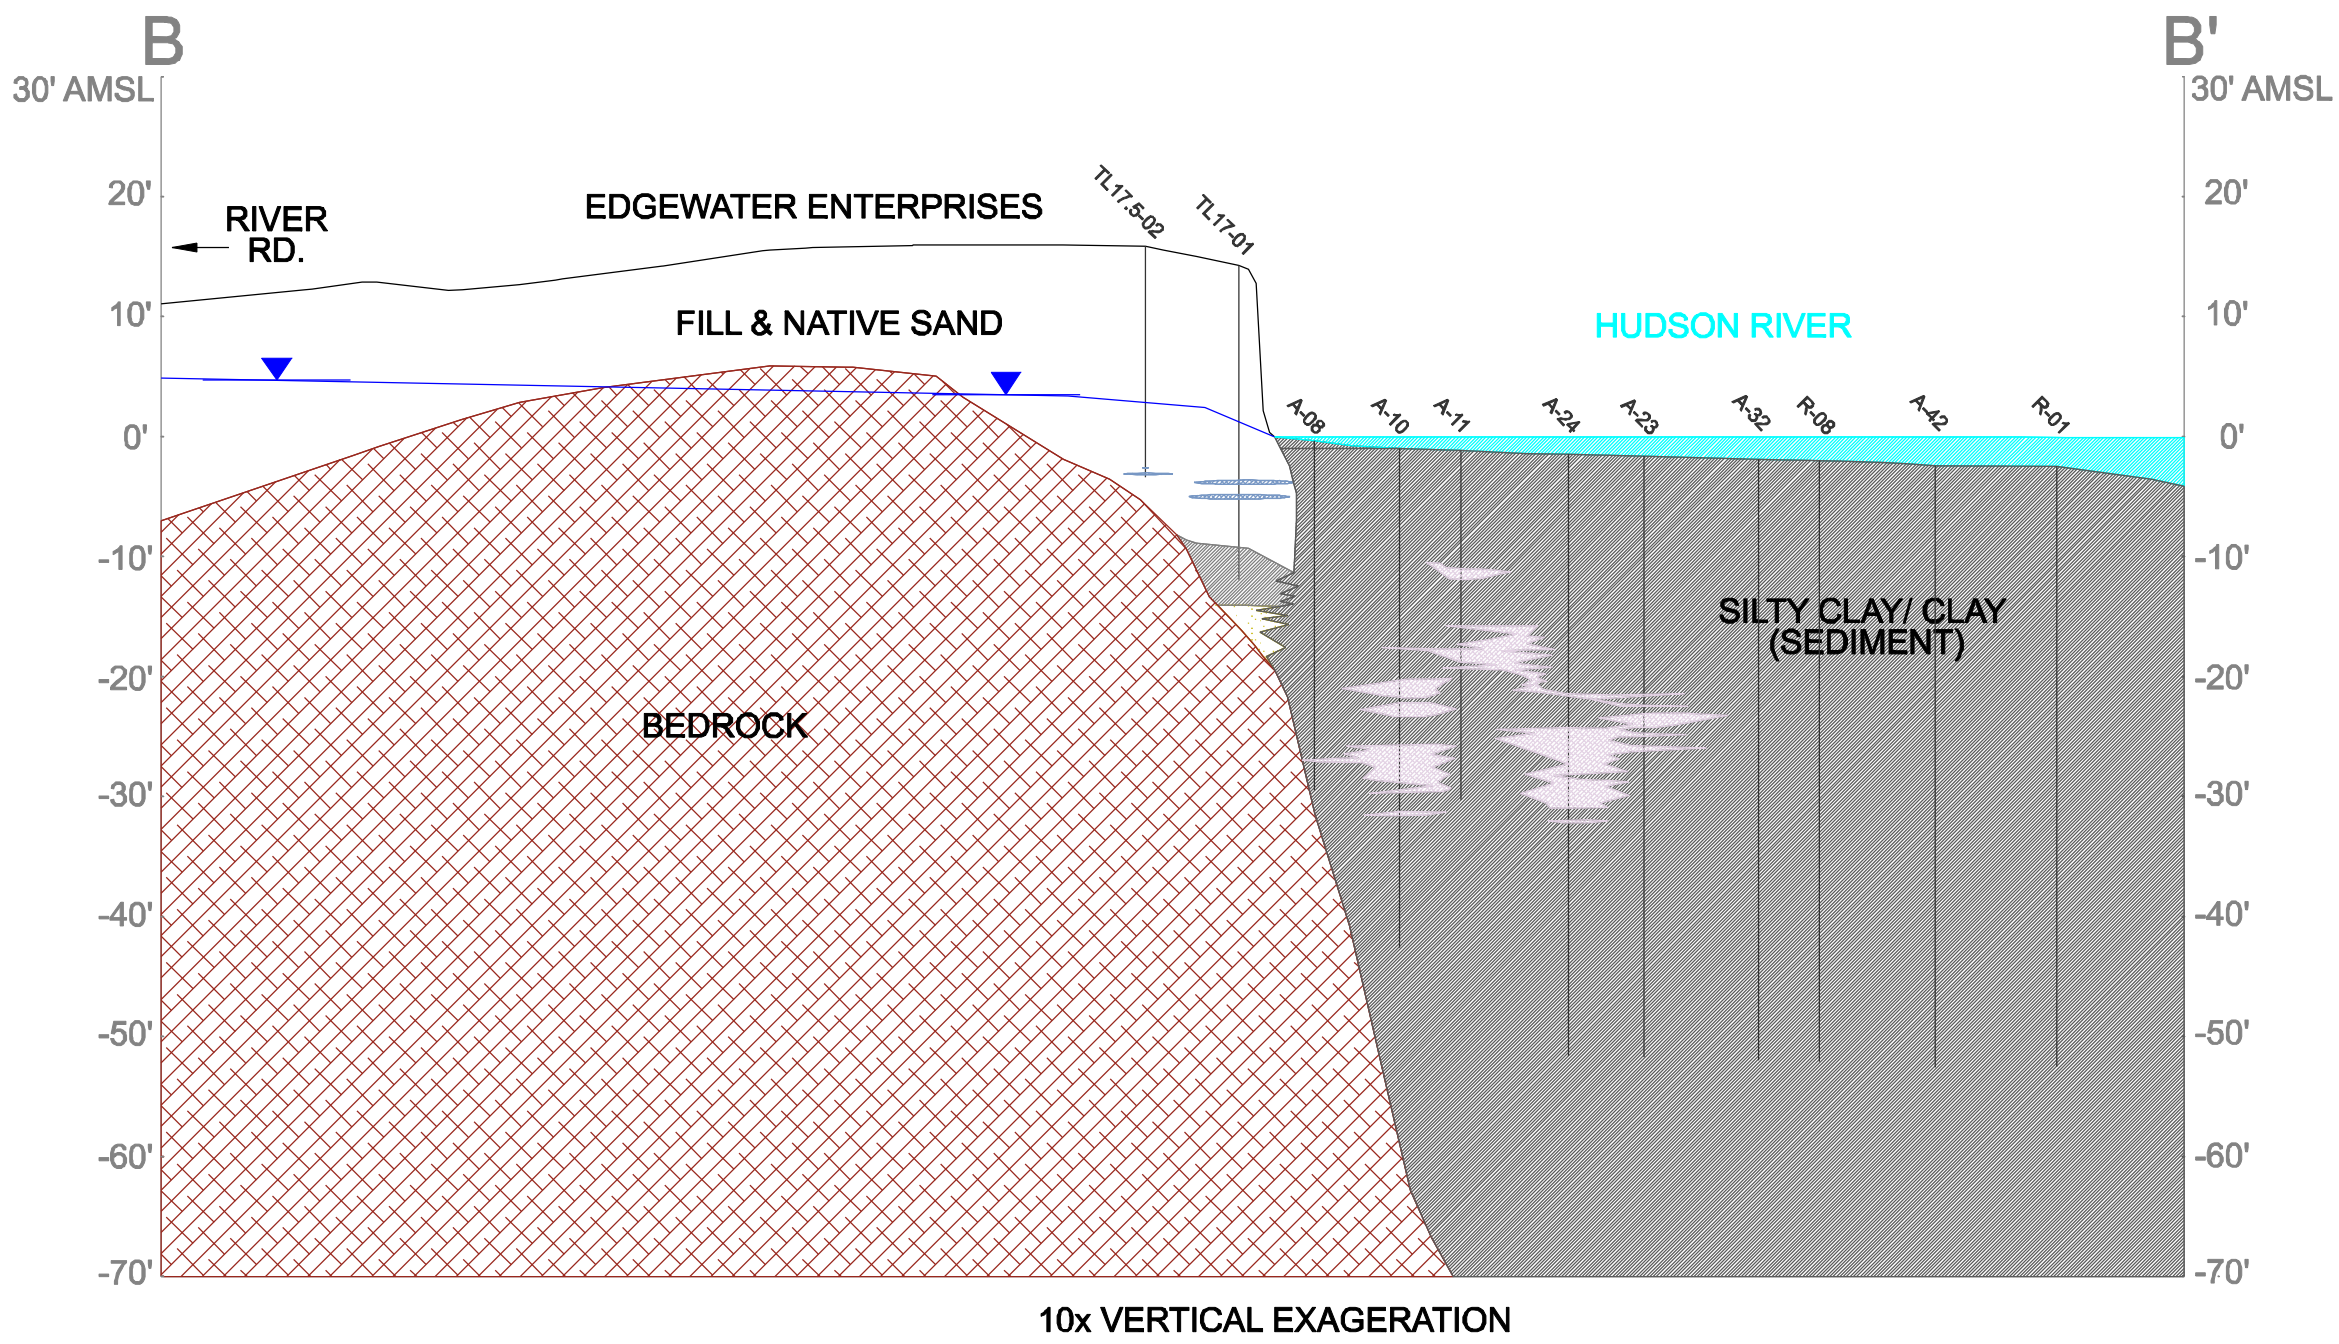 B
B'
30' AMSL
30' AMSL
20'
20'
RIVER
RD.
EDGEWATER ENTERPRISES
TL17.5-02
TL17-01
10'
10'
FILL & NATIVE SAND
HUDSON RIVER
0'
0'
A-08
A-10
A-11
A-24
A-23
A-32
R-08
A-42
R-01
-10'
-10'
SILTY CLAY/ CLAY
(SEDIMENT)
-20'
-20'
BEDROCK
-30'
-30'
-40'
-40'
-50'
-50'
-60'
-60'
-70'
-70'
10x VERTICAL EXAGERATION